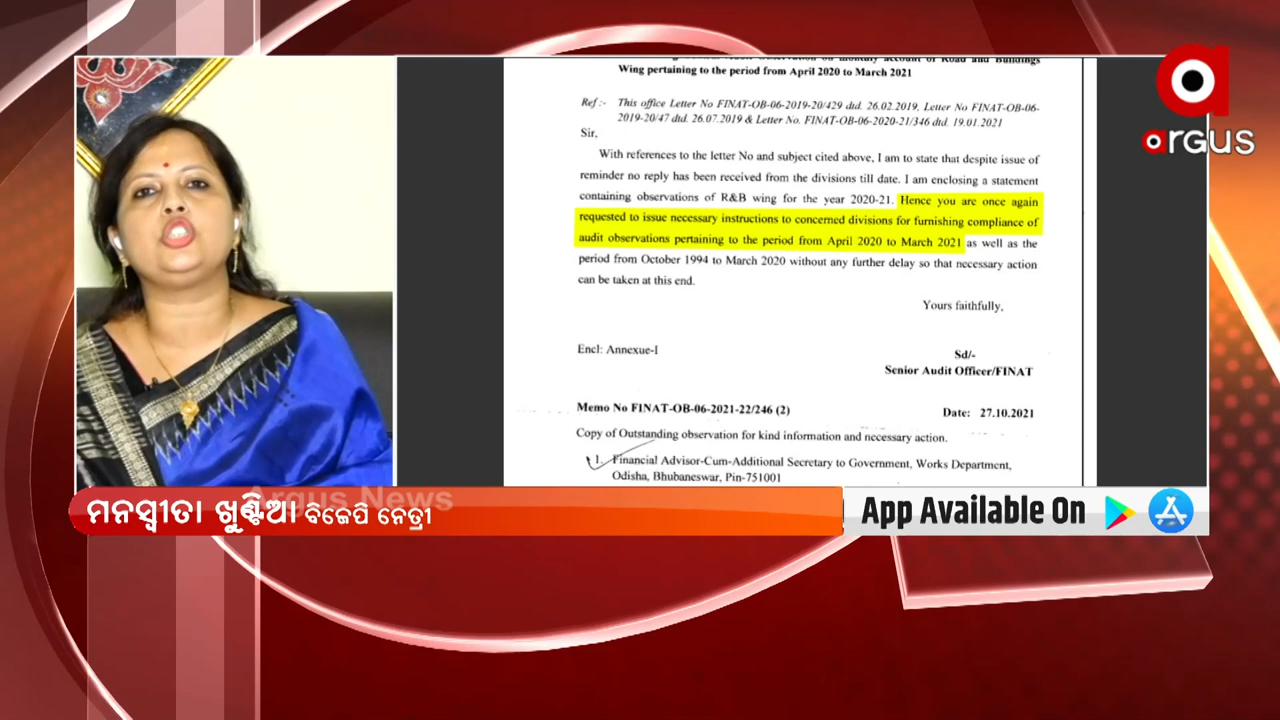 Wing pertaining to the period from April 2020 to March 2021
Ref :- This office Letter No FINAT-OB-06-2019-20/429 dtd. 26.02.2019, Letter No FINAT-OB-06-
2019-20/47 dtd. 26.07.2019 & Letter No. FINAT-OB-06-2020-21/346 dtd. 19.01.2021
Sir,
With references to the letter No and subject cited above, I am to state that despite issue of
reminder no reply has been received from the divisions till date. I am enclosing a statement
containing observations of R&B wing for the year 2020-21. Hence you are once again
requested to issue necessary instructions to concerned divisions for furnishing compliance of
audit observations pertaining to the period from April 2020 to March 2021 as well as the
period from October 1994 to March 2020 without any further delay so that necessary action
can be taken at this end.
Yours faithfully,
Encl: Annexue-I
Sd/-
Senior Audit Officer/FINAT
Memo No FINAT-OB-06-2021-22/246 (2)
Date: 27.10.2021
Copy of Outstanding observation for kind information and necessary action.
1. Financial Advisor-Cum-Additional Secretary to Government, Works Department,
Odisha, Bhubaneswar, Pin-751001
argus
Argus News
ମନସ୍ୱୀତା ଖୁଣ୍ଟିଆ ବିଜେପି ନେତ୍ରୀ
App Available On